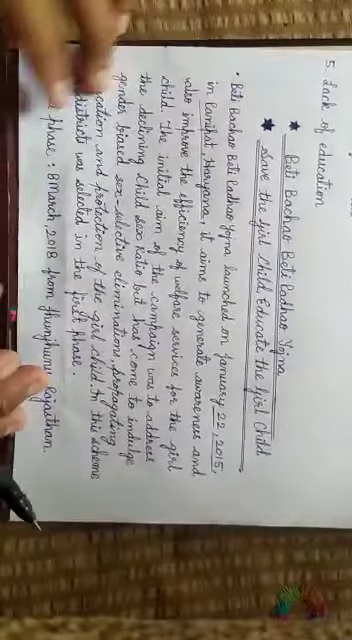 5. Lack of education
★ Beti Bachao Beti Padhao Yojna
★ Save the Girl Child Educate the Girl Child
• Beti Bachao Beti Padhao Yojna launched on January 22, 2015,
in Panipat, Haryana, it aims to generate awareness and
also improve the efficiency of welfare services for the girl
child. The initial aim of the campaign was to address
the declining child sex Ratio but has come to indulge
gender biased sex-selective eliminations, propagating
and protection of the girl child. In this scheme
districts was selected in the first phase.
phase : 8 March, 2018 from Jhunjhunu Rajasthan.